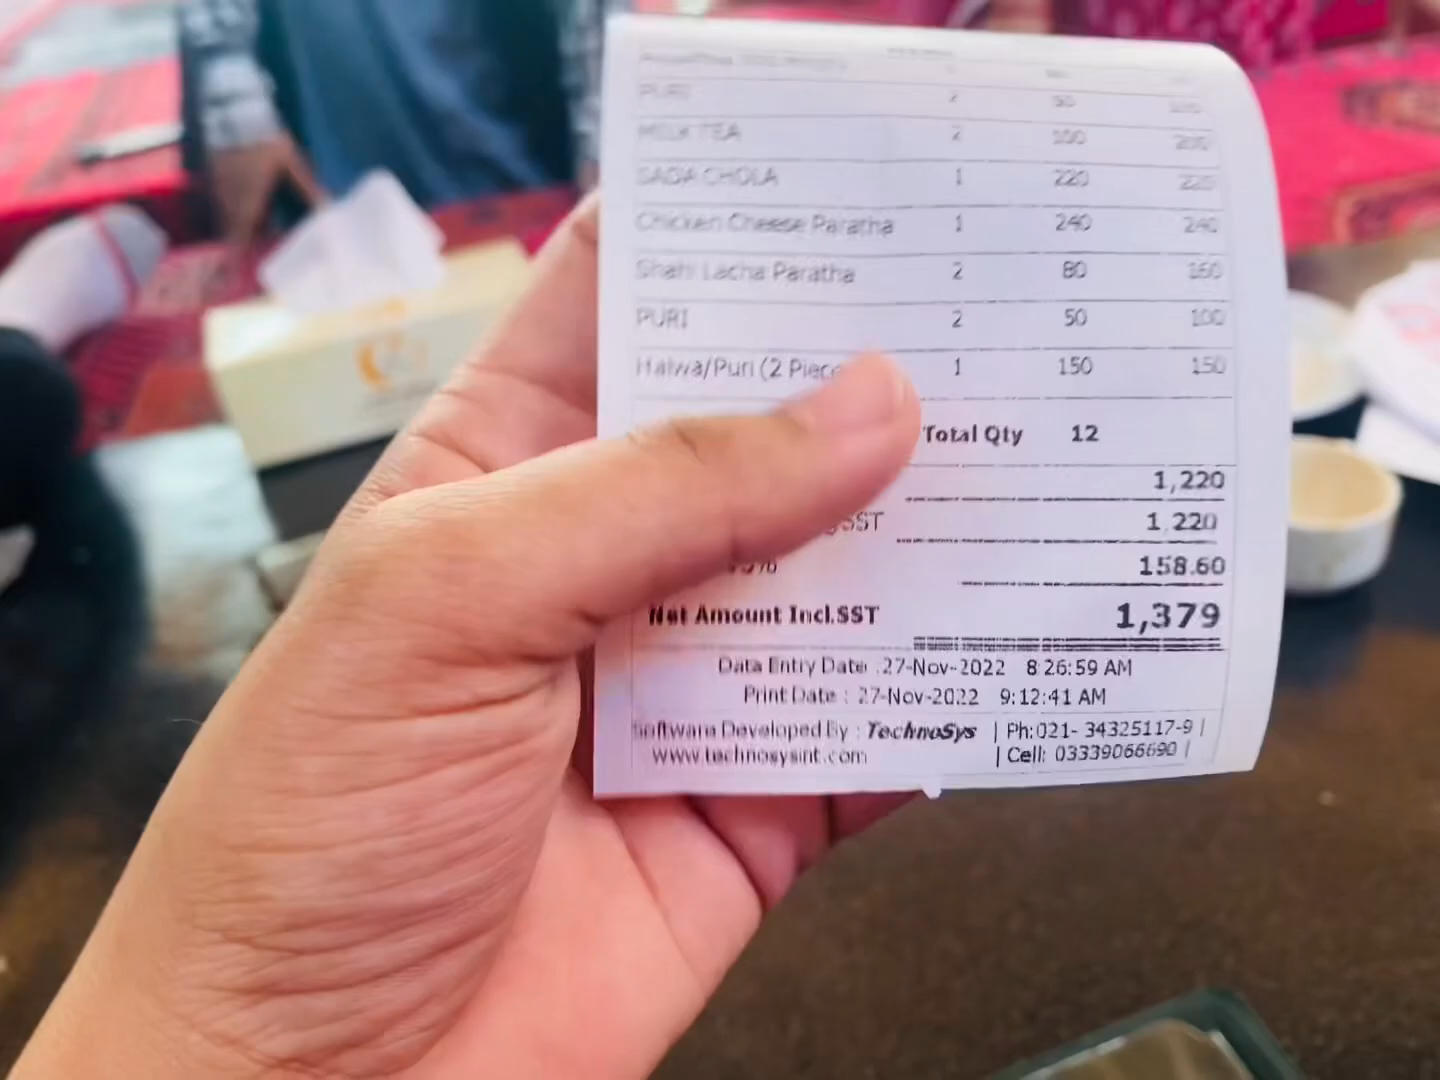 PURI 2 50 100
MILK TEA 2 100 200
SADA CHOLA 1 220 220
Chicken Cheese Paratha 1 240 240
Shahi Lacha Paratha 2 80 160
PURI 2 50 100
Halwa/Puri (2 Piece 1 150 150
Total Qty 12
1,220
SST 1,220
158.60
Net Amount Incl.SST 1,379
Data Entry Date : 27-Nov-2022 8:26:59 AM
Print Date : 27-Nov-2022 9:12:41 AM
Software Developed By : TechnoSys | Ph:021- 34325117-9 |
www.technosysint.com | Cell: 03339066690 |